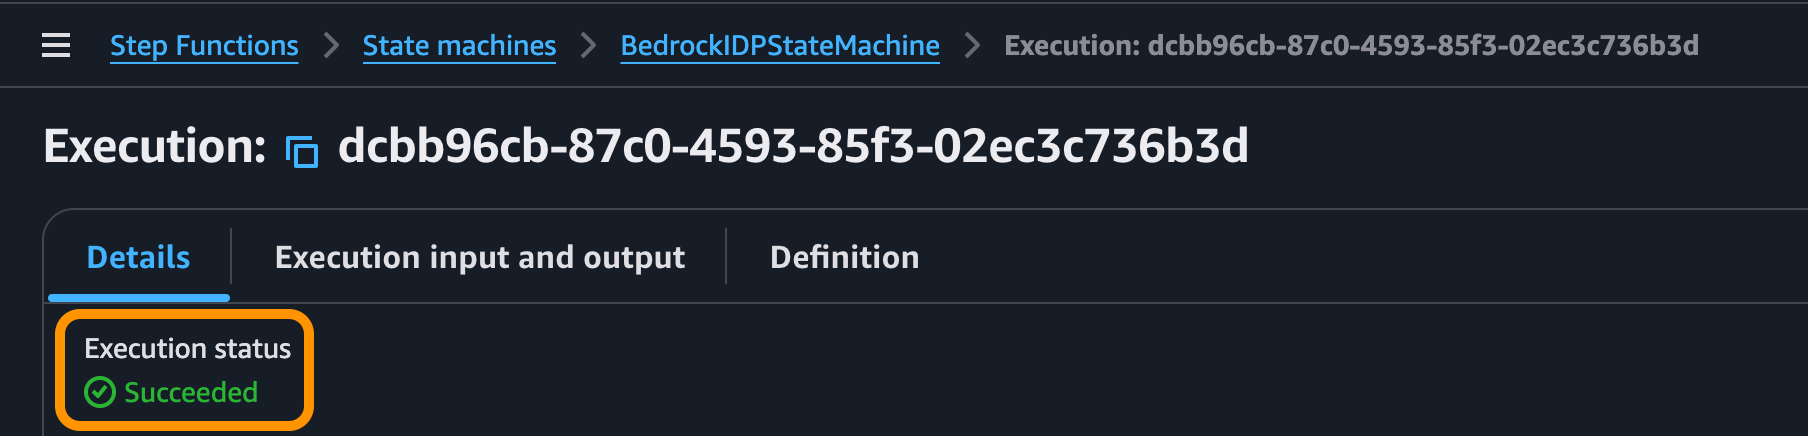 Step Functions > State machines > BedrockIDPStateMachine > Execution: dcbb96cb-87c0-4593-85f3-02ec3c736b3d
Execution: dcbb96cb-87c0-4593-85f3-02ec3c736b3d
Details Execution input and output Definition
Execution status
Succeeded